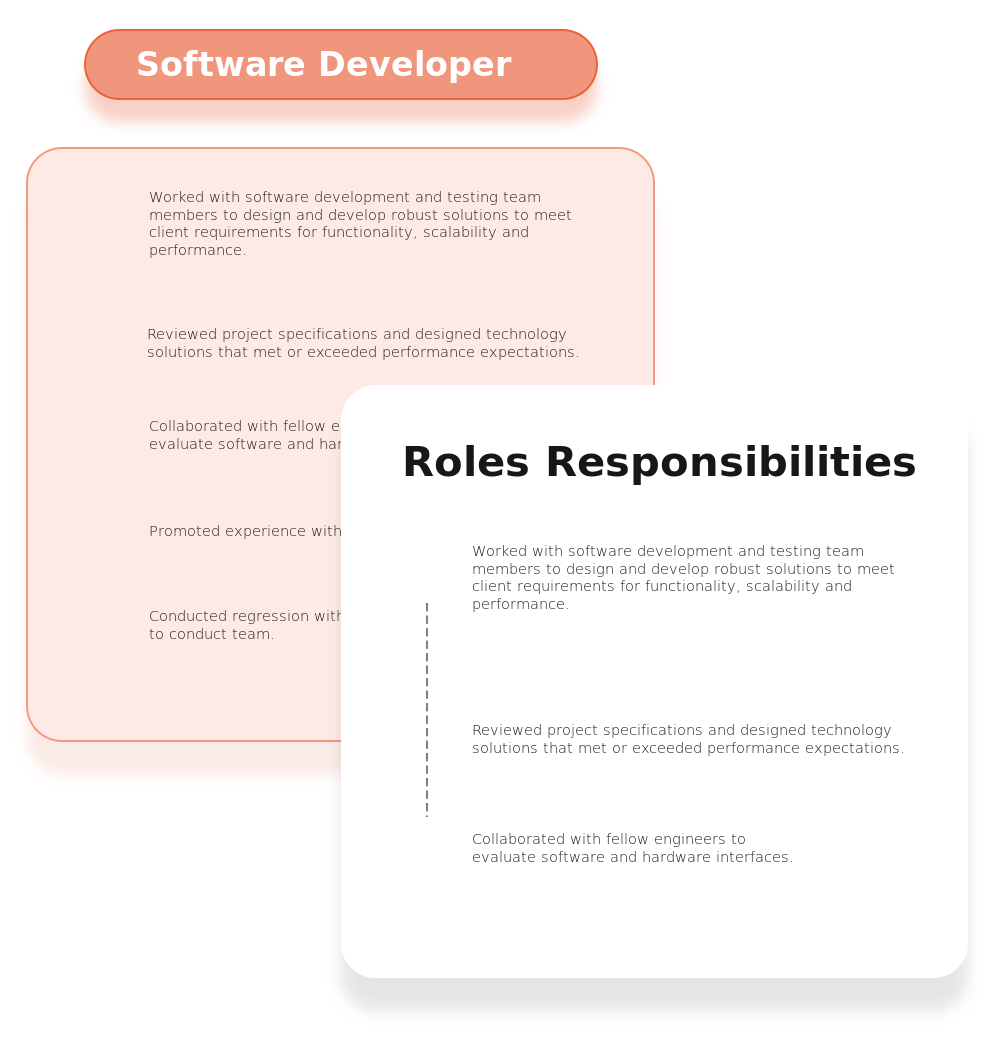 Software Developer
Worked with software development and testing team
members to design and develop robust solutions to meet
client requirements for functionality, scalability and
performance.
Reviewed project specifications and designed technology
solutions that met or exceeded performance expectations.
Collaborated with fellow
evaluate software and
Promoted experience with
Conducted regression with
to conduct team.
Roles Responsibilities
Worked with software development and testing team
members to design and develop robust solutions to meet
client requirements for functionality, scalability and
performance.
Reviewed project specifications and designed technology
solutions that met or exceeded performance expectations.
Collaborated with fellow engineers to
evaluate software and hardware interfaces.